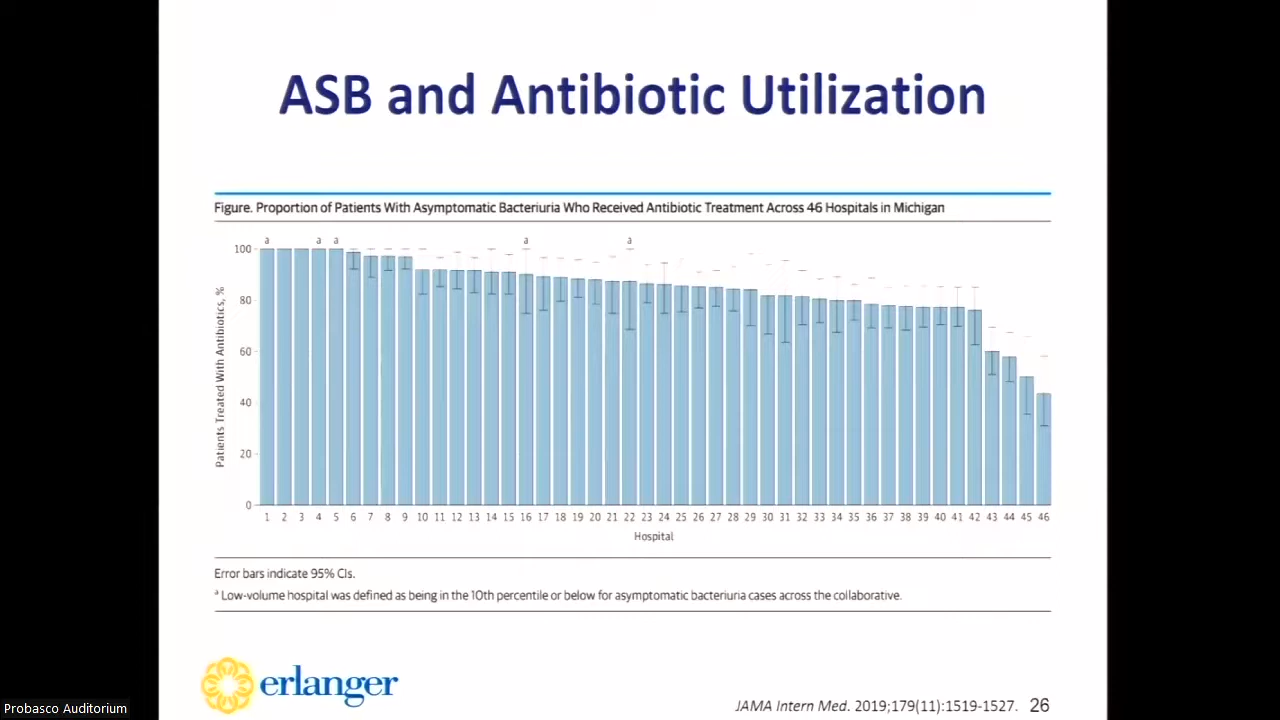 ASB and Antibiotic Utilization
Figure. Proportion of Patients With Asymptomatic Bacteriuria Who Received Antibiotic Treatment Across 46 Hospitals in Michigan
a a a a a
100
80
60
40
20
0
Patients Treated With Antibiotics, %
1 2 3 4 5 6 7 8 9 10 11 12 13 14 15 16 17 18 19 20 21 22 23 24 25 26 27 28 29 30 31 32 33 34 35 36 37 38 39 40 41 42 43 44 45 46
Hospital
Error bars indicate 95% CIs.
a Low-volume hospital was defined as being in the 10th percentile or below for asymptomatic bacteriuria cases across the collaborative.
erlanger
JAMA Intern Med. 2019;179(11):1519-1527. 26
Probasco Auditorium